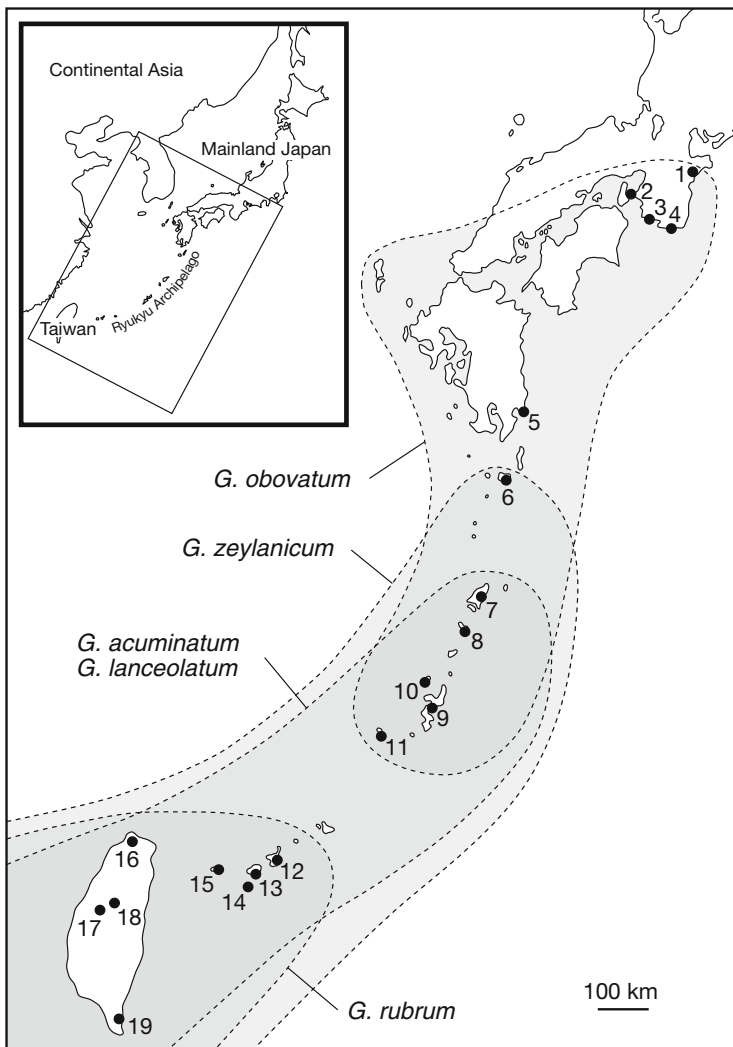 Continental Asia
Mainland Japan
Ryukyu Archipelago
Taiwan
1
2
3
4
5
G. obovatum
6
G. zeylanicum
7
G. acuminatum
G. lanceolatum
8
10
9
11
16
12
15
13
14
18
17
G. rubrum
100 km
19